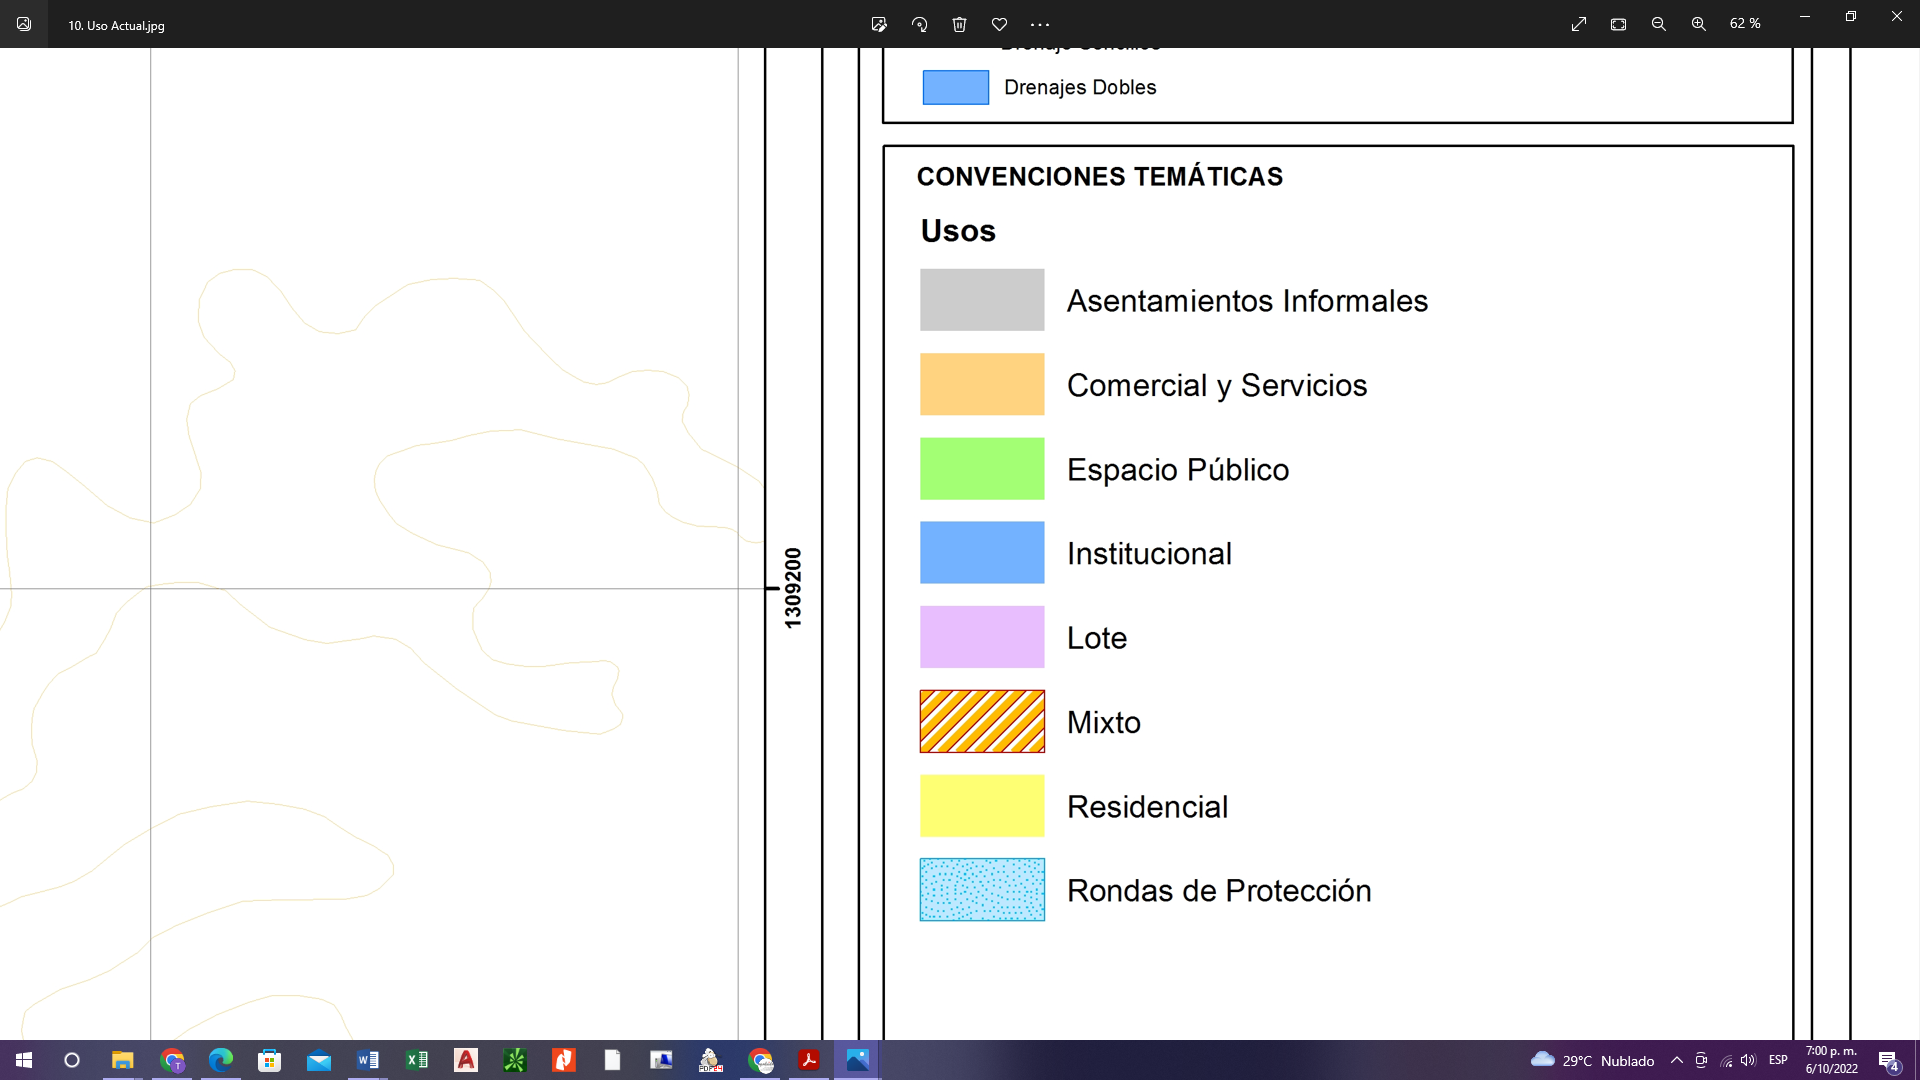 10. Uso Actual.jpg
62 %
Drenajes Dobles
CONVENCIONES TEMÁTICAS
Usos
Asentamientos Informales
Comercial y Servicios
Espacio Público
Institucional
Lote
Mixto
Residencial
Rondas de Protección
1309200
29°C Nublado
ESP
7:00 p. m.
6/10/2022
4